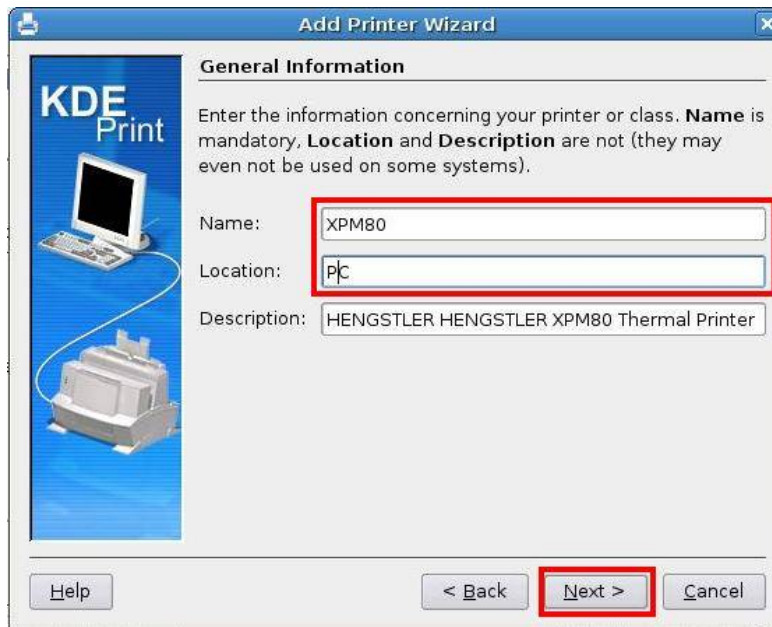 Add Printer Wizard
KDE
Print
General Information
Enter the information concerning your printer or class. Name is
mandatory, Location and Description are not (they may
even not be used on some systems).
Name: XPM80
Location: PC
Description: HENGSTLER HENGSTLER XPM80 Thermal Printer
Help < Back Next > Cancel